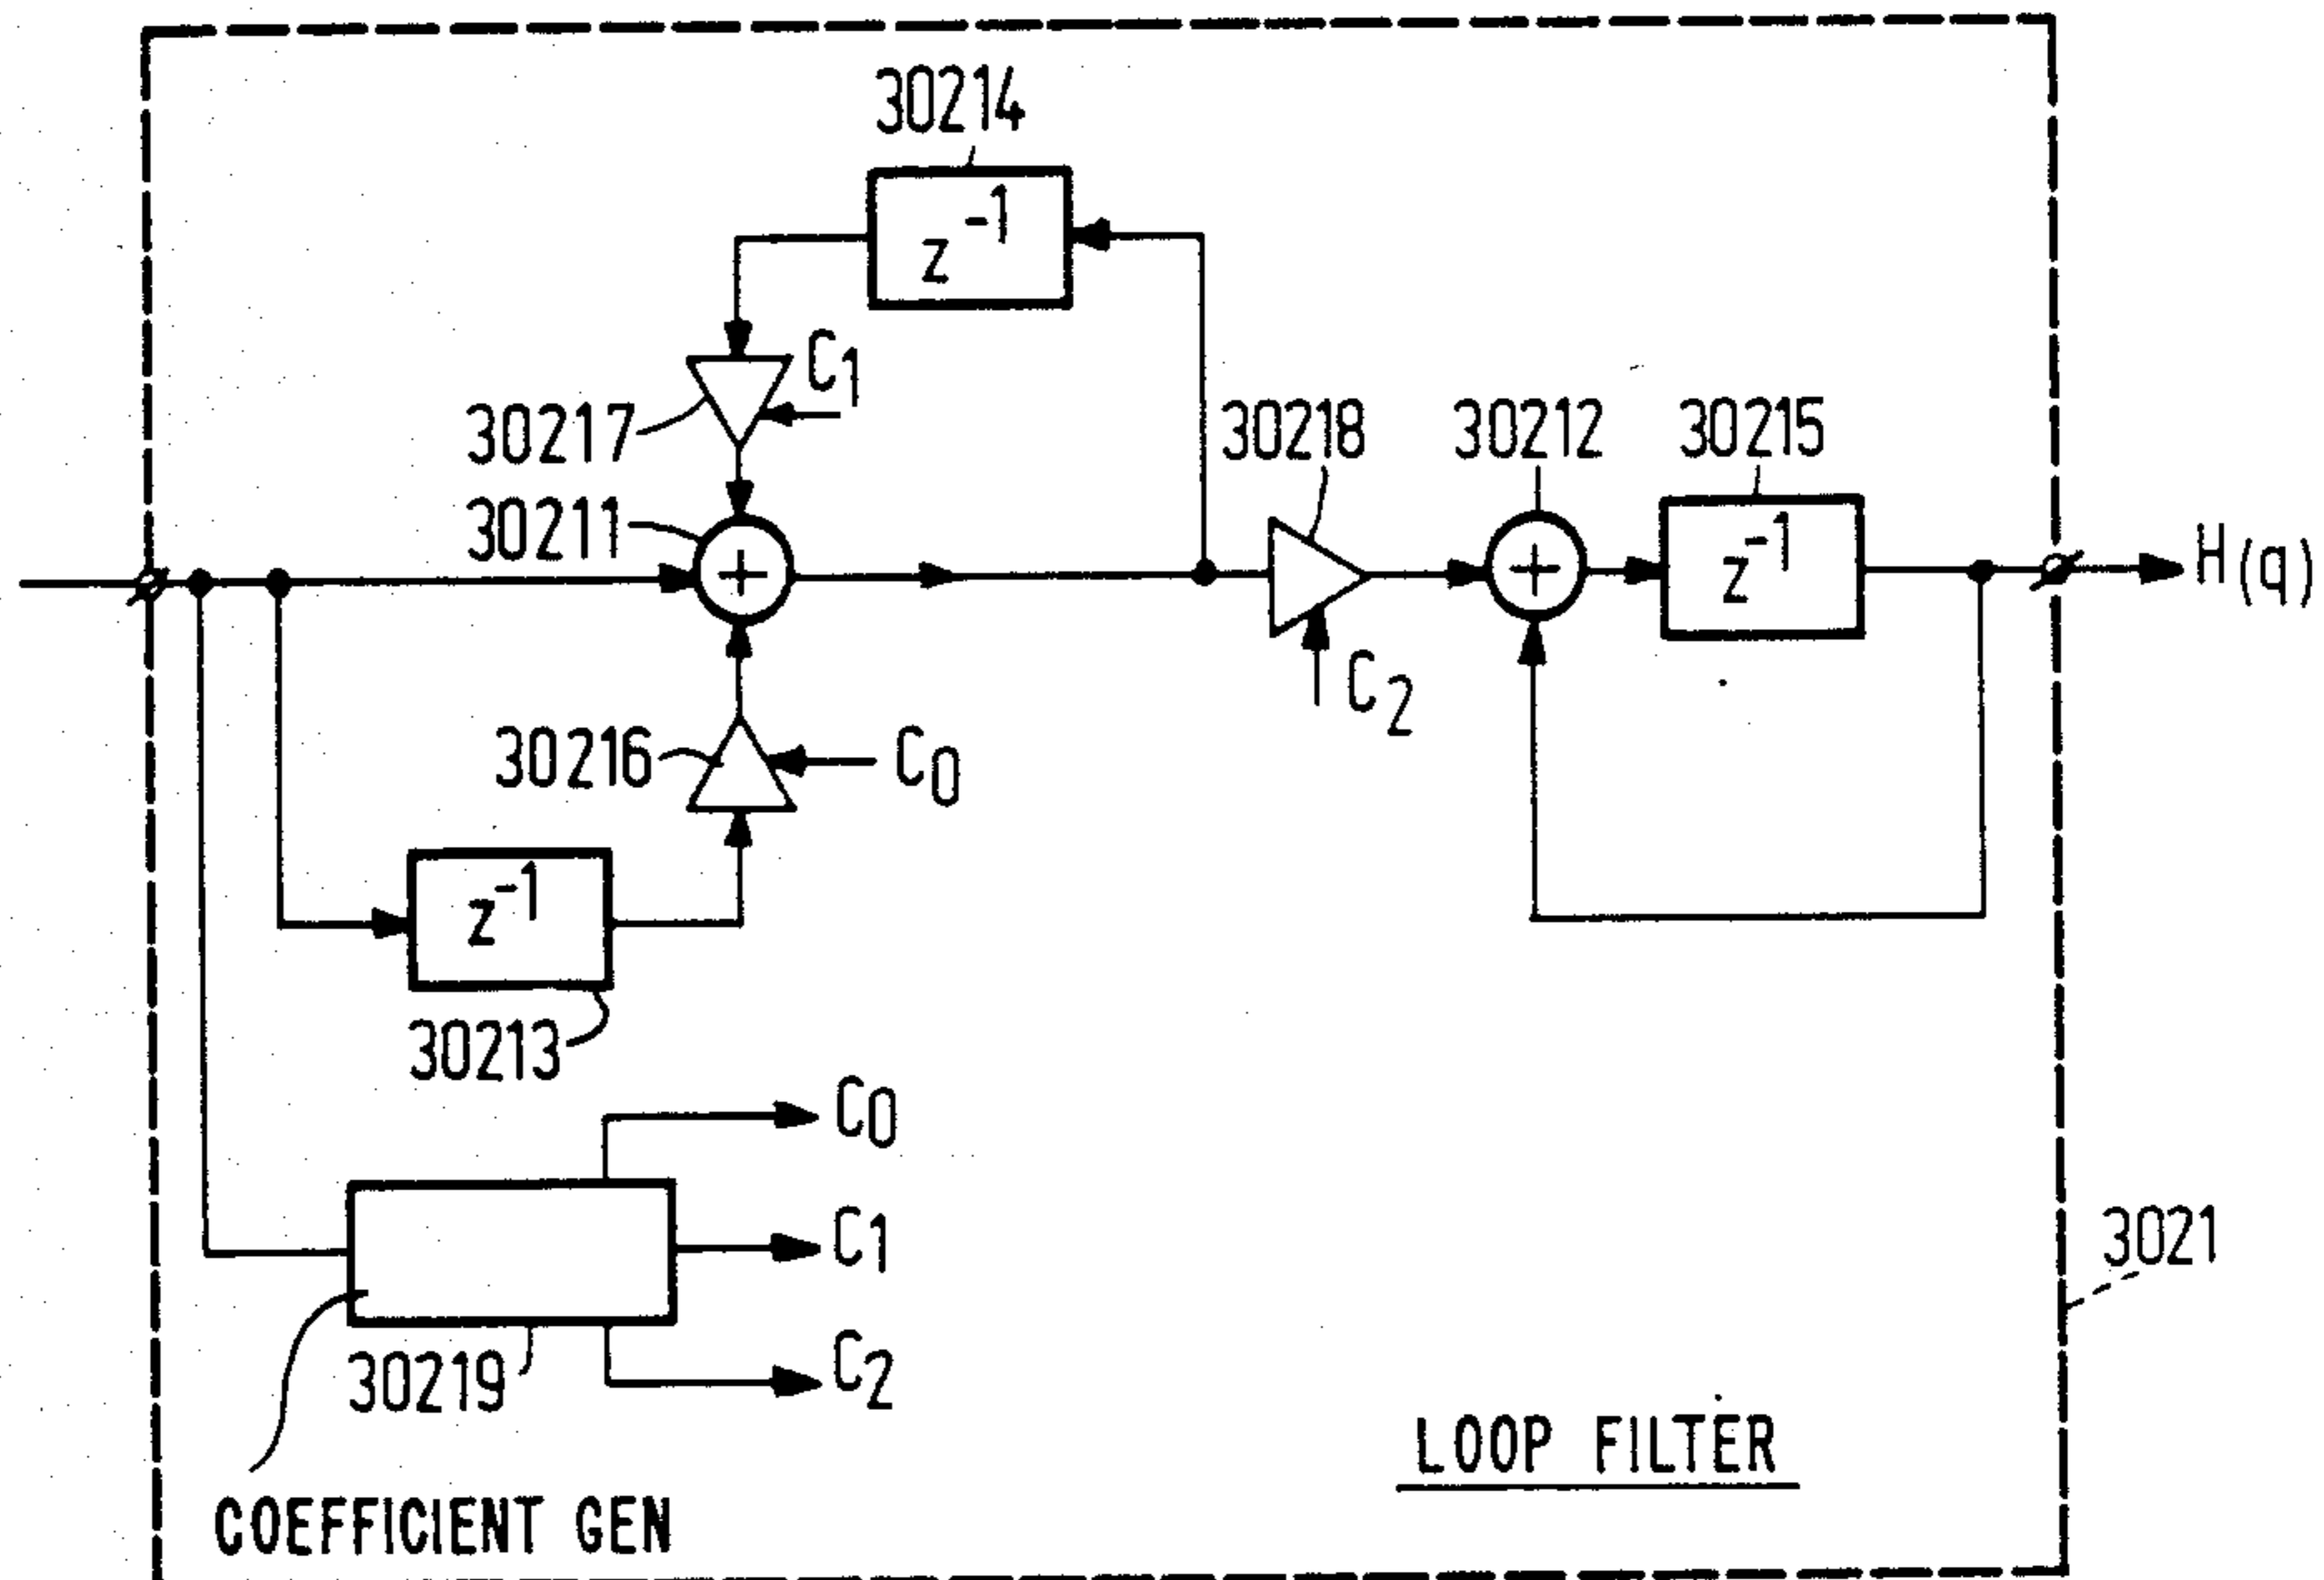 30214
z⁻¹
C₁
30217
30218
30212
30215
30211
z⁻¹
H(q)
C₂
30216
C₀
z⁻¹
30213
C₀
C₁
3021
30219
C₂
LOOP FILTER
COEFFICIENT GEN